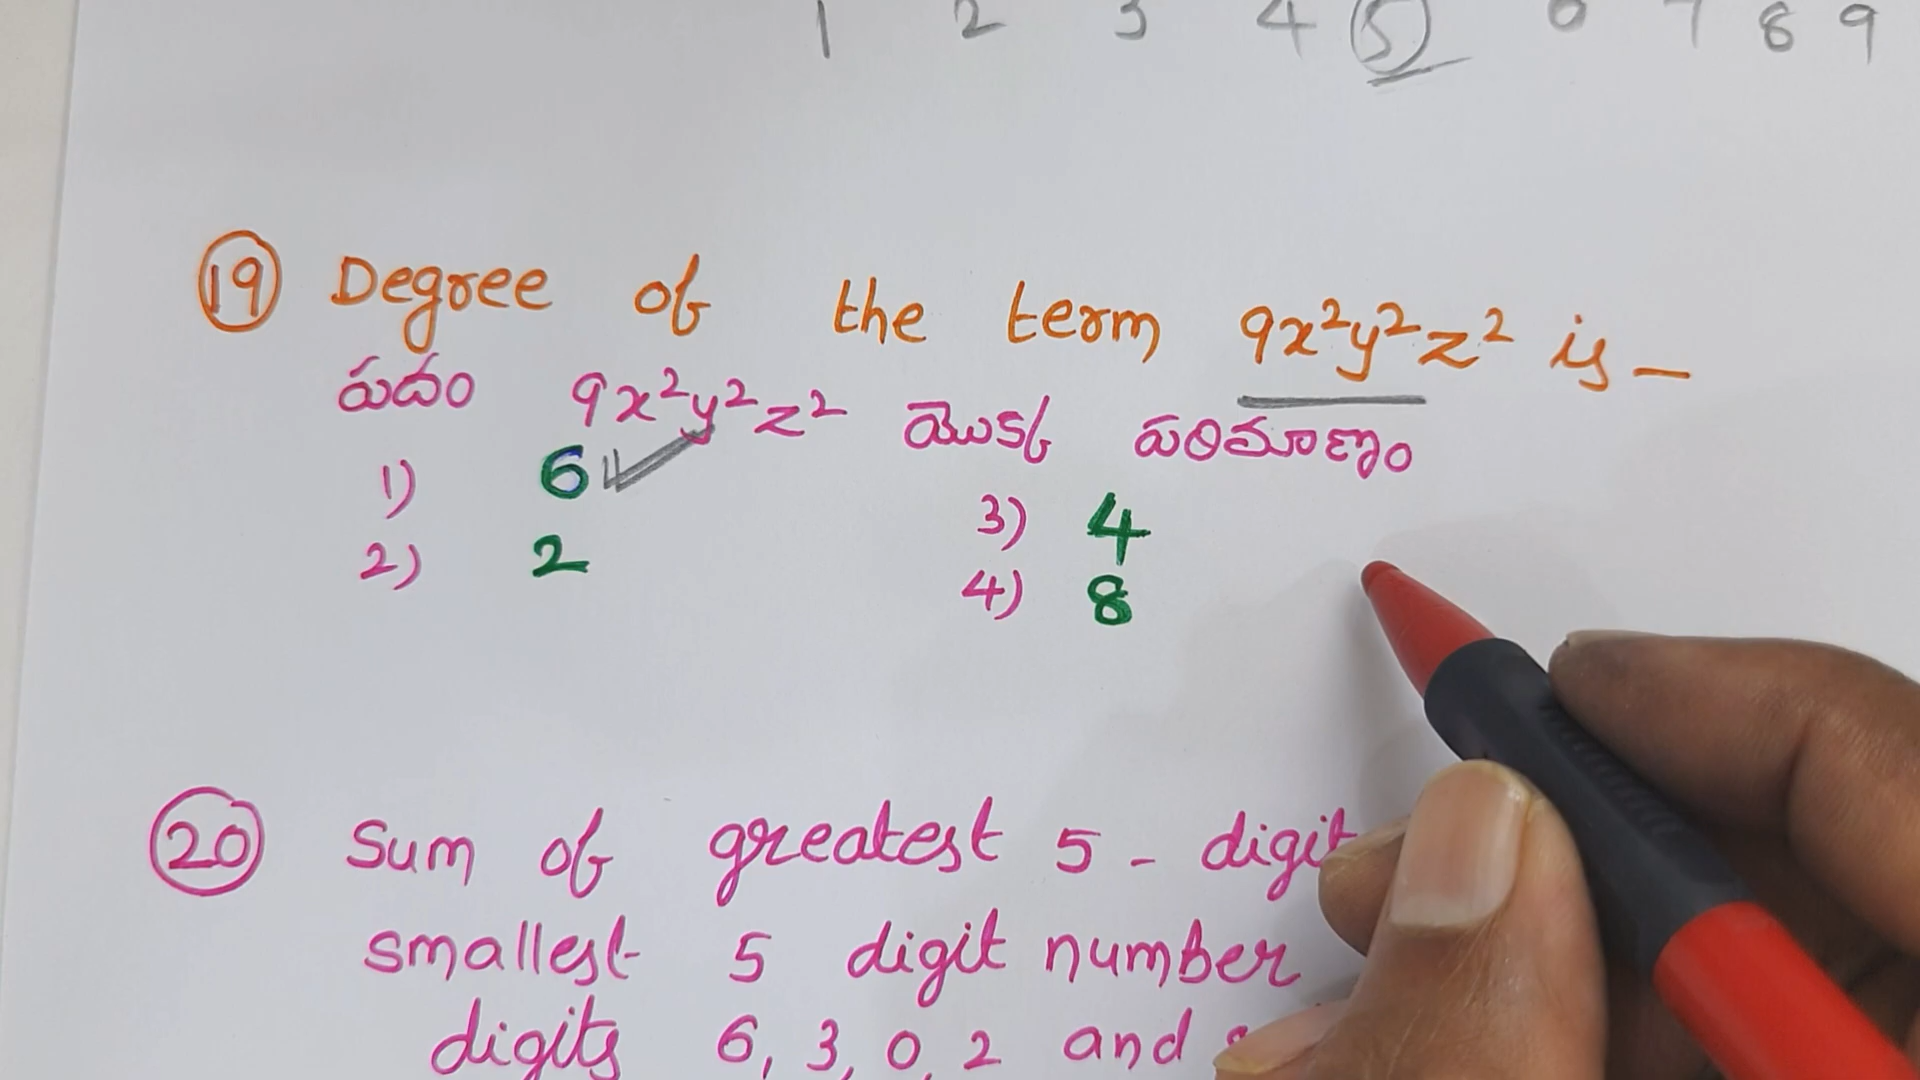 1 2 3 4 5 6 7 8 9
19 Degree of the term 9x²y²z² is -
పదం 9x²y²z² యొక్క పరిమాణం
1) 6 3) 4
2) 2 4) 8
20 Sum of greatest 5 - digit
smallest 5 digit number
digits 6, 3, 0, 2 and